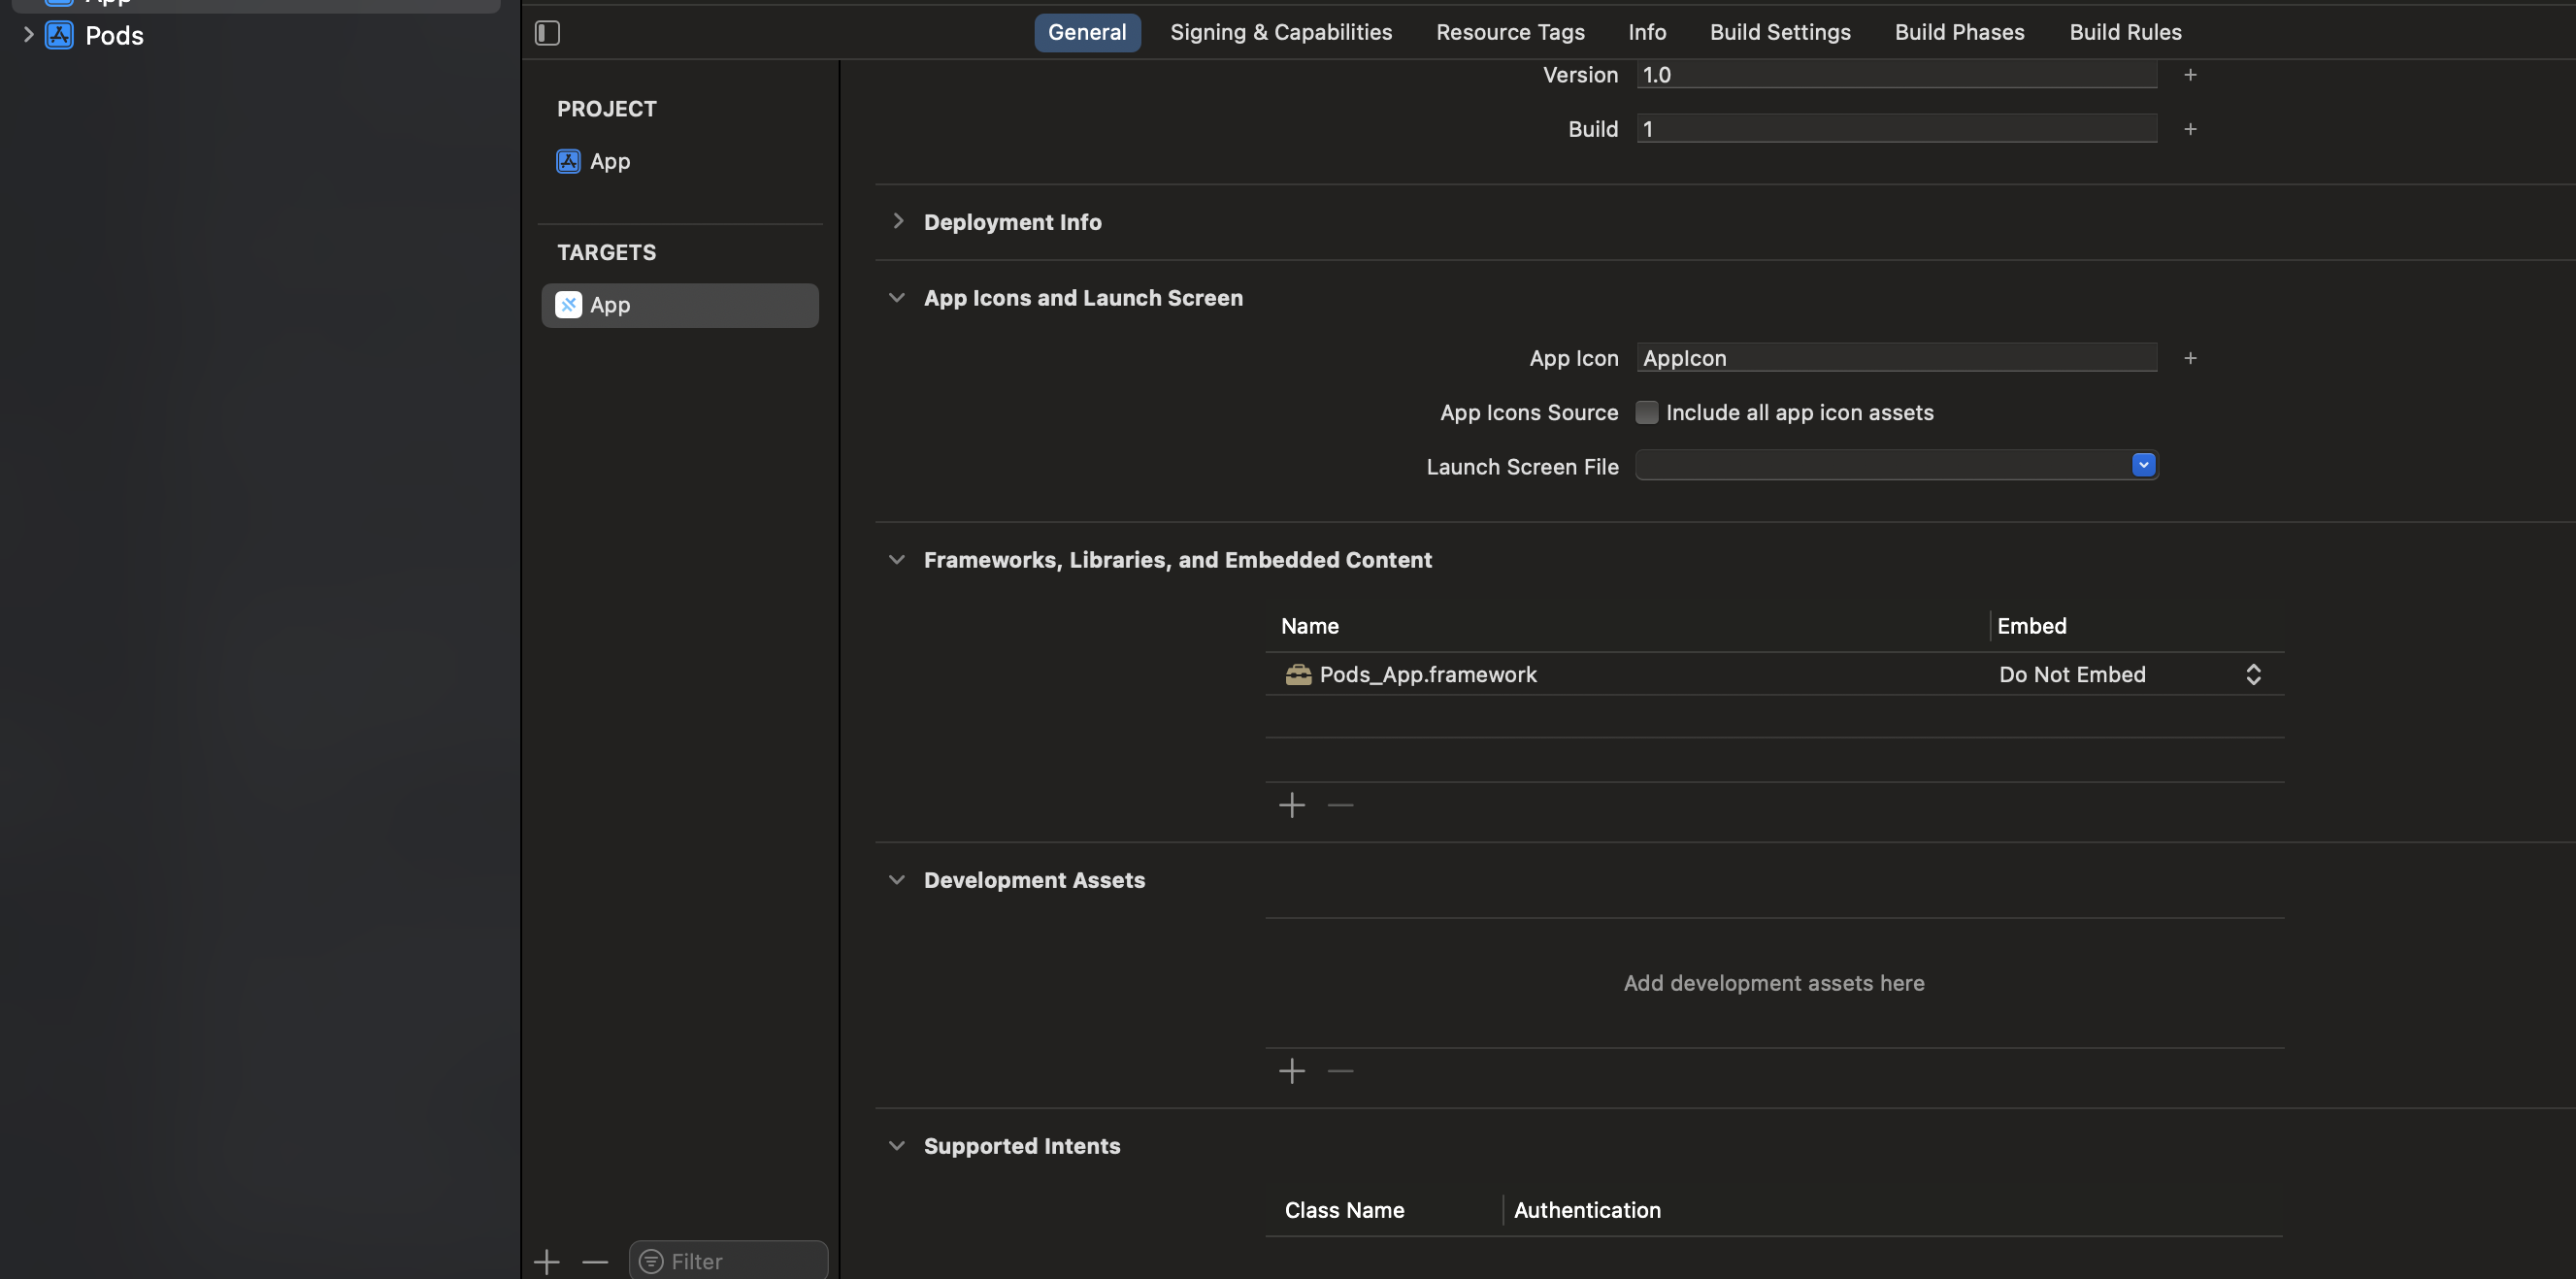 App
Pods
General Signing & Capabilities Resource Tags Info Build Settings Build Phases Build Rules
PROJECT
App
TARGETS
App
Version 1.0 +
Build 1 +
Deployment Info
App Icons and Launch Screen
App Icon AppIcon +
App Icons Source Include all app icon assets
Launch Screen File
Frameworks, Libraries, and Embedded Content
Name Embed
Pods_App.framework Do Not Embed
Development Assets
Add development assets here
Supported Intents
Class Name Authentication
Filter